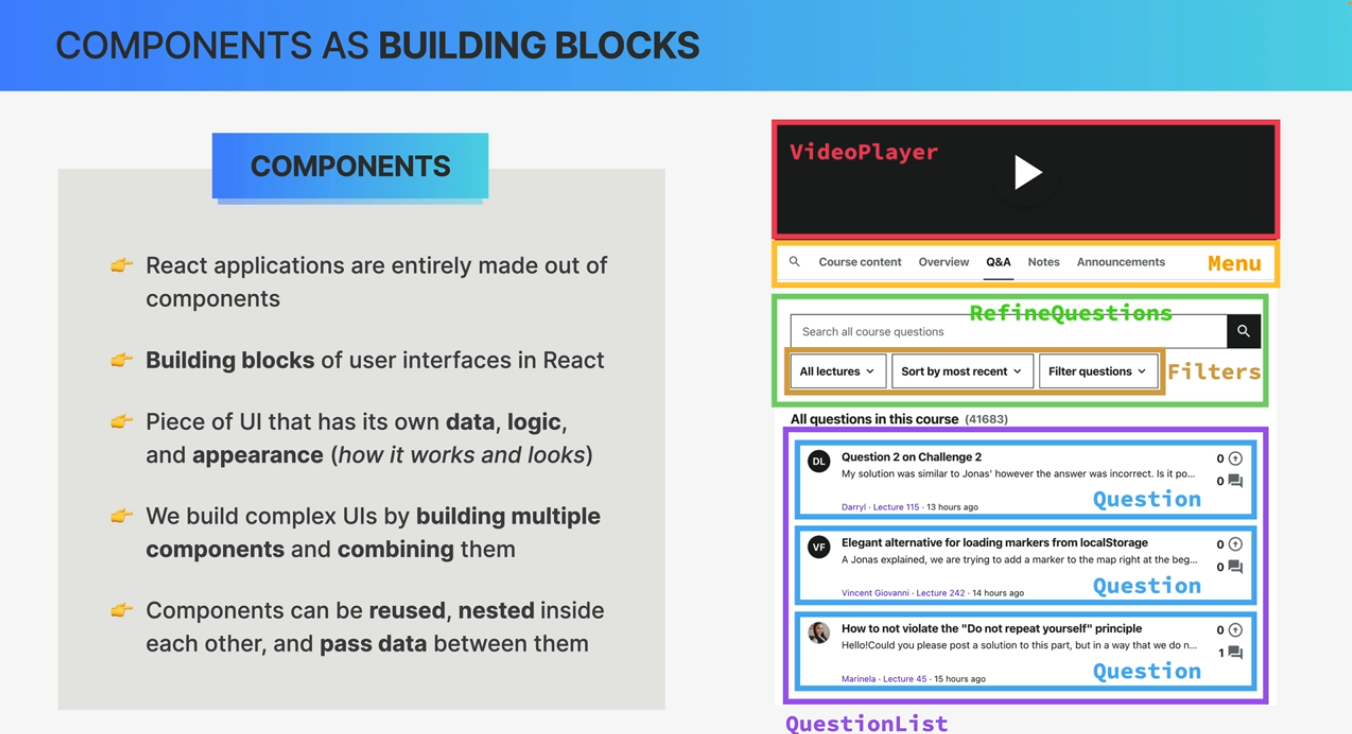 COMPONENTS AS BUILDING BLOCKS
COMPONENTS
React applications are entirely made out of
components
Building blocks of user interfaces in React
Piece of UI that has its own data, logic,
and appearance (how it works and looks)
We build complex UIs by building multiple
components and combining them
Components can be reused, nested inside
each other, and pass data between them
VideoPlayer
Course content Overview Q&A Notes Announcements Menu
RefineQuestions
Search all course questions
All lectures Sort by most recent Filter questions Filters
All questions in this course (41683)
DL Question 2 on Challenge 2 0
My solution was similar to Jonas' however the answer was incorrect. Is it po... 0
Question
Darryl · Lecture 115 · 13 hours ago
VF Elegant alternative for loading markers from localStorage 0
A Jonas explained, we are trying to add a marker to the map right at the beg... 0
Question
Vincent Giovanni · Lecture 242 · 14 hours ago
How to not violate the "Do not repeat yourself" principle 0
Hello!Could you please post a solution to this part, but in a way that we do n... 1
Question
Marinela · Lecture 45 · 15 hours ago
QuestionList